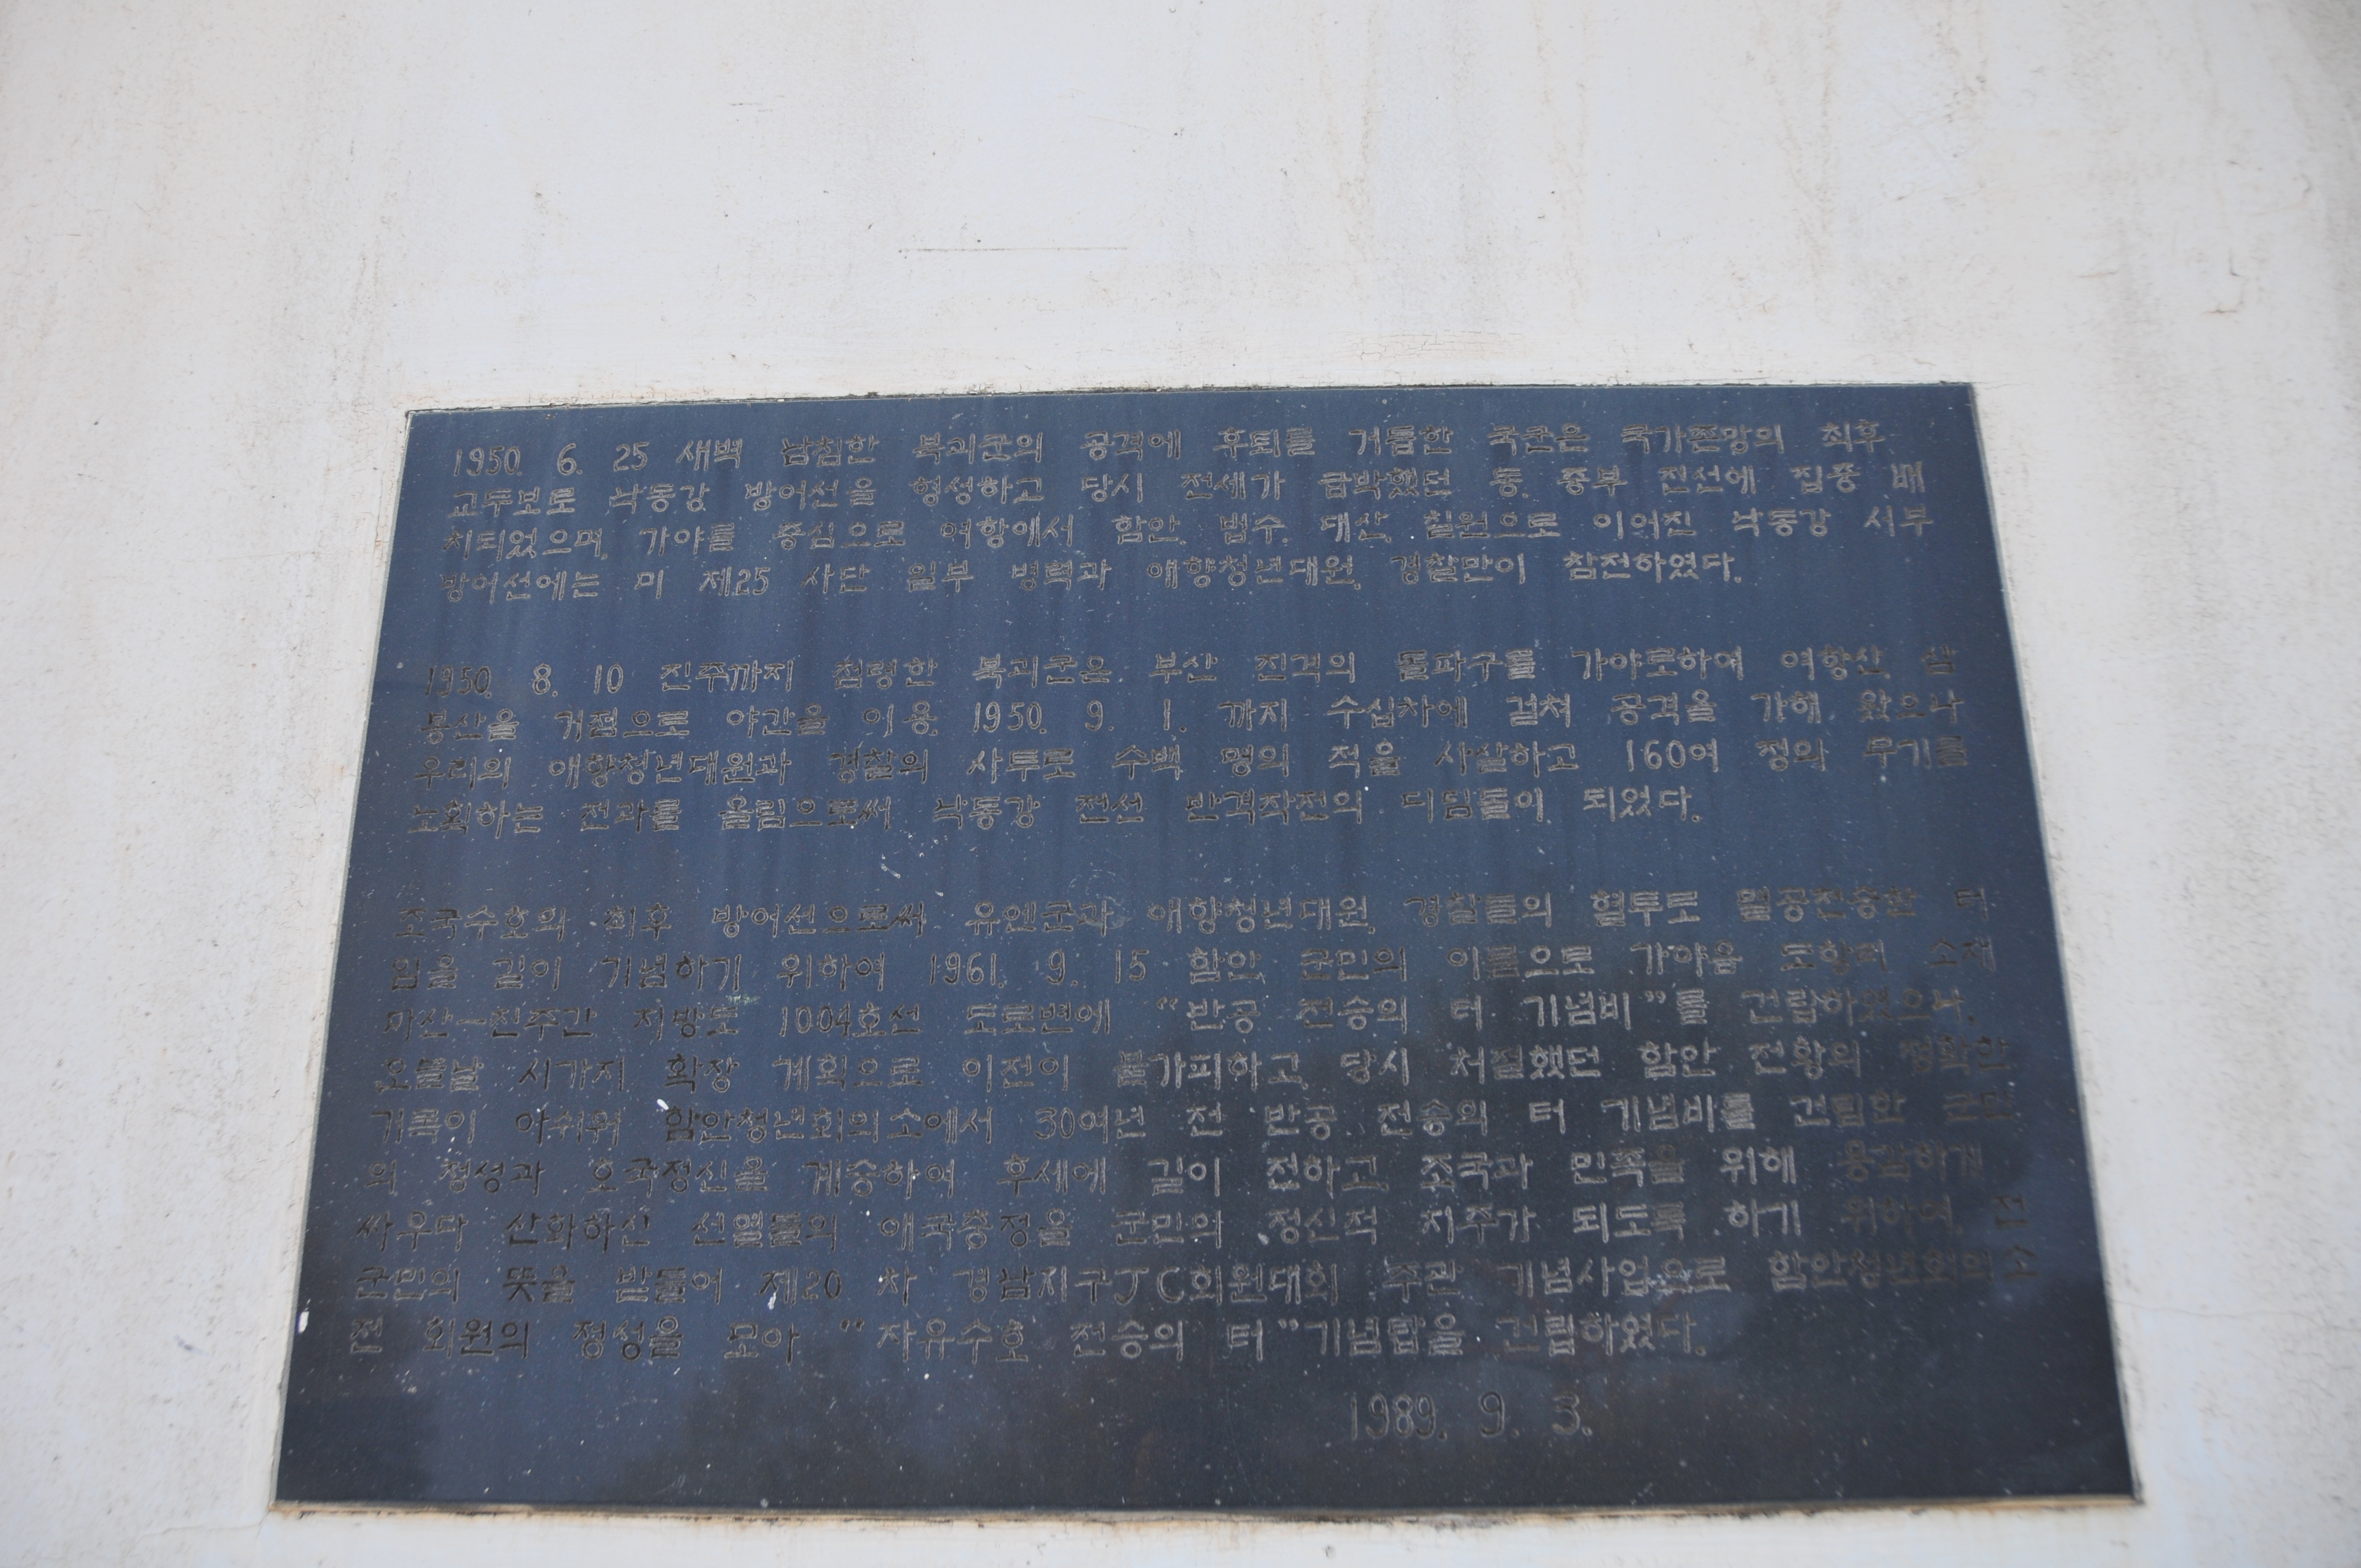 1950. 6. 25 새벽 남침한 북괴군의 공격에 후퇴를 거듭한 국군은 국가존망의 최후
교두보로 낙동강 방어선을 형성하고 당시 전세가 급박했던 동. 중부 전선에 집중 배
치되었으며, 가야를 중심으로 여항에서 함안. 법수. 대산. 칠원으로 이어진 낙동강 서부
방어선에는 미 제25 사단 일부 병력과 애향청년대원, 경찰만이 참전하였다.
1950. 8. 10 진주까지 점령한 북괴군은 부산 진격의 돌파구를 가야로하여 여항산. 삼
봉산을 거점으로 야간을 이용. 1950. 9. 1. 까지 수십차에 걸쳐 공격을 가해 왔으나
우리의 애향청년대원과 경찰의 사투로 수백 명의 적을 사살하고 160여 정의 무기를
노획하는 전과를 올림으로써 낙동강 전선 반격작전의 디딤돌이 되었다.
조국수호의 최후 방어선으로써 유엔군과 애향청년대원, 경찰들의 혈투로 멸공전승한 터
임을 길이 기념하기 위하여 1961. 9. 15 함안 군민의 이름으로 가야읍 도항리 소재
마산-진주간 지방도 1004호선 도로변에 “반공 전승의 터 기념비”를 건립하였으나,
오늘날 시가지 확장 계획으로 이전이 불가피하고, 당시 처절했던 함안 전황의 정확한
기록이 아쉬워 함안청년회의소에서 30여년 전 반공 전승의 터 기념비를 건립한 군민
의 정성과 호국정신을 계승하여 후세에 길이 전하고 조국과 민족을 위해 용감하게
싸우다 산화하신 선열들의 애국충정을 군민의 정신적 지주가 되도록 하기 위하여, 전
군민의 뜻을 받들어 제20 차 경남지구JC회원대회 주관 기념사업으로 함안청년회의소
전 회원의 정성을 모아 “자유수호 전승의 터”기념탑을 건립하였다.
1989. 9. 3.